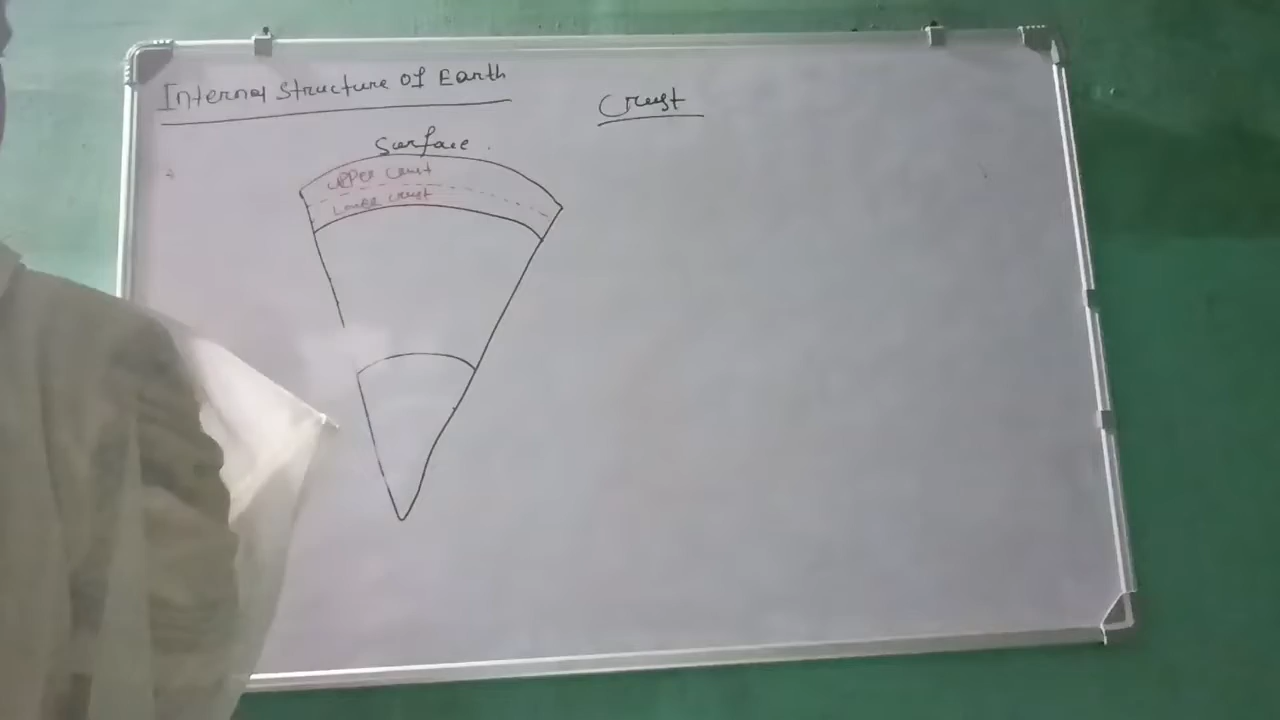 Internal Structure Of Earth
Crust
Surface
upper crust
Lower crust